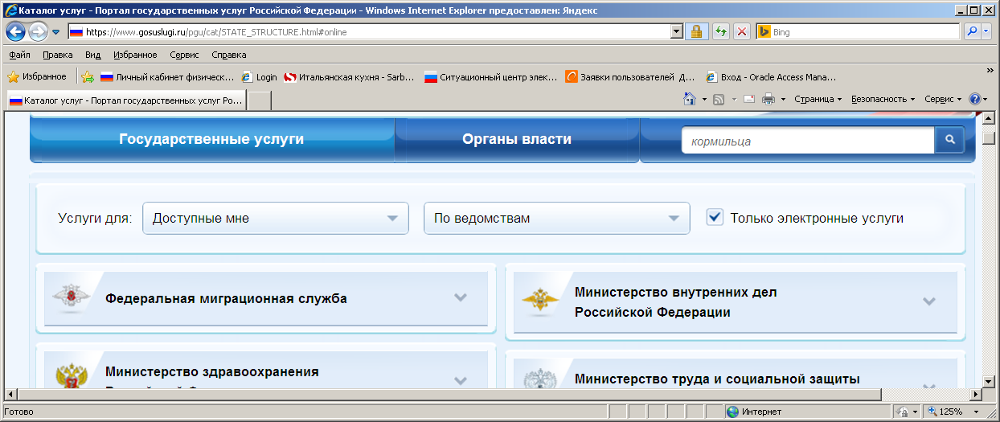 Каталог услуг - Портал государственных услуг Российской Федерации - Windows Internet Explorer предоставлен: Яндекс
https://www.gosuslugi.ru/pgu/cat/STATE_STRUCTURE.html#online
Bing
Файл Правка Вид Избранное Сервис Справка
Избранное Личный кабинет физическ... Login Итальянская кухня - Sarb... Ситуационный центр элек... Заявки пользователей Д... Вход - Oracle Access Mana...
Каталог услуг - Портал государственных услуг Ро... Страница Безопасность Сервис
Государственные услуги Органы власти кормильца
Услуги для: Доступные мне По ведомствам Только электронные услуги
Федеральная миграционная служба
Министерство внутренних дел
Российской Федерации
Министерство здравоохранения
Министерство труда и социальной защиты
Готово Интернет 125%